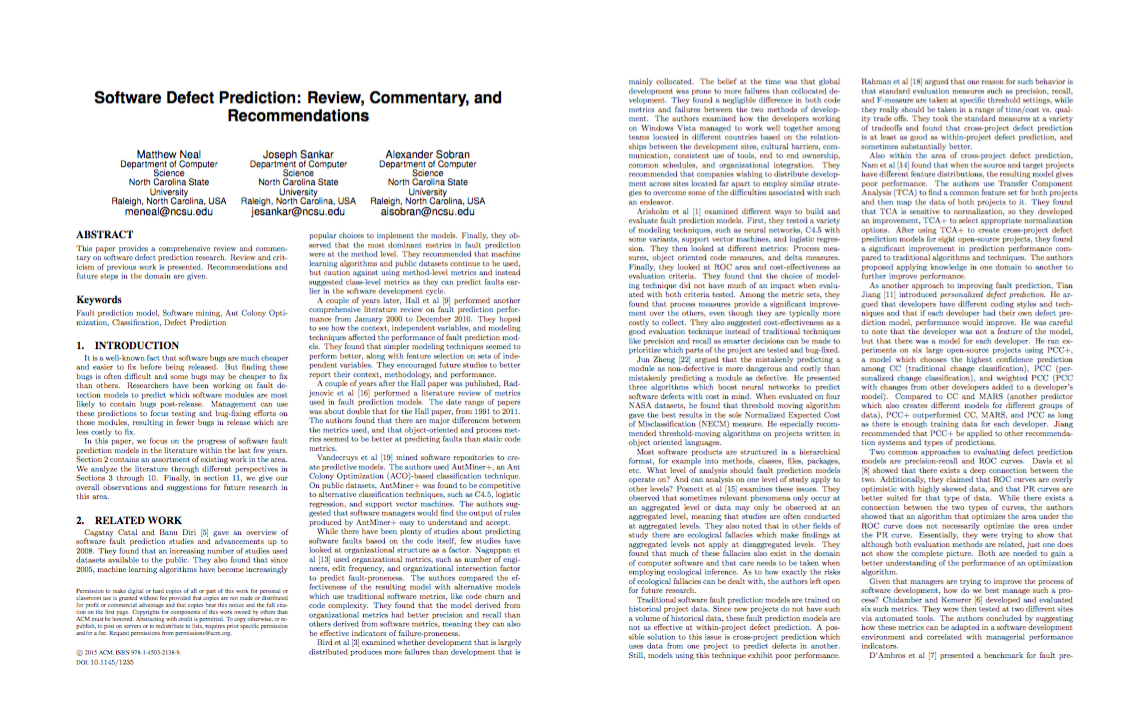 Software Defect Prediction: Review, Commentary, and
Recommendations
Matthew Neal
Department of Computer
Science
North Carolina State
University
Raleigh, North Carolina, USA
meneal@ncsu.edu
Joseph Sankar
Department of Computer
Science
North Carolina State
University
Raleigh, North Carolina, USA
jesankar@ncsu.edu
Alexander Sobran
Department of Computer
Science
North Carolina State
University
Raleigh, North Carolina, USA
aisobran@ncsu.edu
ABSTRACT
This paper provides a comprehensive review and commen-
tary on software defect prediction research. Review and crit-
icism of previous work is presented. Recommendations and
future steps in the domain are given.
Keywords
Fault prediction model, Software mining, Ant Colony Opti-
mization, Classification, Defect Prediction
1. INTRODUCTION
It is a well-known fact that software bugs are much cheaper
and easier to fix before being released. But finding these
bugs is often difficult and some bugs may be cheaper to fix
than others. Researchers have been working on fault de-
tection models to predict which software modules are most
likely to contain bugs post-release. Management can use
these predictions to focus testing and bug-fixing efforts on
those modules, resulting in fewer bugs in release which are
less costly to fix.
In this paper, we focus on the progress of software fault
prediction models in the literature within the last few years.
Section 2 contains an assortment of existing work in the area.
We analyze the literature through different perspectives in
Sections 3 through 10. Finally, in section 11, we give our
overall observations and suggestions for future research in
this area.
2. RELATED WORK
Cagatay Catal and Banu Diri [5] gave an overview of
software fault prediction studies and advancements up to
2008. They found that an increasing number of studies used
datasets available to the public. They also found that since
2005, machine learning algorithms have become increasingly
Permission to make digital or hard copies of all or part of this work for personal or
classroom use is granted without fee provided that copies are not made or distributed
for profit or commercial advantage and that copies bear this notice and the full cita-
tion on the first page. Copyrights for components of this work owned by others than
ACM must be honored. Abstracting with credit is permitted. To copy otherwise, or re-
publish, to post on servers or to redistribute to lists, requires prior specific permission
and/or a fee. Request permissions from permissions@acm.org.
© 2015 ACM. ISBN 978-1-4503-2138-9.
DOI: 10.1145/1235
popular choices to implement the models. Finally, they ob-
served that the most dominant metrics in fault prediction
were at the method level. They recommended that machine
learning algorithms and public datasets continue to be used,
but caution against using method-level metrics and instead
suggested class-level metrics as they can predict faults ear-
lier in the software development cycle.
A couple of years later, Hall et al [9] performed another
comprehensive literature review on fault prediction perfor-
mance from January 2000 to December 2010. They hoped
to see how the context, independent variables, and modeling
techniques affected the performance of fault prediction mod-
els. They found that simpler modeling techniques seemed to
perform better, along with feature selection on sets of inde-
pendent variables. They encouraged future studies to better
report their context, methodology, and performance.
A couple of years after the Hall paper was published, Rad-
jenovic et al [16] performed a literature review of metrics
used in fault prediction models. The date range of papers
was about double that for the Hall paper, from 1991 to 2011.
The authors found that there are major differences between
the metrics used, and that object-oriented and process met-
rics seemed to be better at predicting faults than static code
metrics.
Vandecruys et al [19] mined software repositories to cre-
ate predictive models. The authors used AntMiner+, an Ant
Colony Optimization (ACO)-based classification technique.
On public datasets, AntMiner+ was found to be competitive
to alternative classification techniques, such as C4.5, logistic
regression, and support vector machines. The authors sug-
gested that software managers would find the output of rules
produced by AntMiner+ easy to understand and accept.
While there have been plenty of studies about predicting
software faults based on the code itself, few studies have
looked at organizational structure as a factor. Nagappan et
al [13] used organizational metrics, such as number of engi-
neers, edit frequency, and organizational intersection factor
to predict fault-proneness. The authors compared the ef-
fectiveness of the resulting model with alternative models
which use traditional software metrics, like code churn and
code complexity. They found that the model derived from
organizational metrics had better precision and recall than
others derived from software metrics, meaning they can also
be effective indicators of failure-proneness.
Bird et al [3] examined whether development that is largely
distributed produces more failures than development that is
mainly collocated. The belief at the time was that global
development was prone to more failures than collocated de-
velopment. They found a negligible difference in both code
metrics and failures between the two methods of develop-
ment. The authors examined how the developers working
on Windows Vista managed to work well together among
teams located in different countries based on the relation-
ships between the development sites, cultural barriers, com-
munication, consistent use of tools, end to end ownership,
common schedules, and organizational integration. They
recommended that companies wishing to distribute develop-
ment across sites located far apart to employ similar strate-
gies to overcome some of the difficulties associated with such
an endeavor.
Arisholm et al [1] examined different ways to build and
evaluate fault prediction models. First, they tested a variety
of modeling techniques, such as neural networks, C4.5 with
some variants, support vector machines, and logistic regres-
sion. They then looked at different metrics: Process mea-
sures, object oriented code measures, and delta measures.
Finally, they looked at ROC area and cost-effectiveness as
evaluation criteria. They found that the choice of model-
ing technique did not have much of an impact when evalu-
ated with both criteria tested. Among the metric sets, they
found that process measures provide a significant improve-
ment over the others, even though they are typically more
costly to collect. They also suggested cost-effectiveness as a
good evaluation technique instead of traditional techniques
like precision and recall as smarter decisions can be made to
prioritize which parts of the project are tested and bug-fixed.
Jun Zheng [22] argued that the mistakenly predicting a
module as non-defective is more dangerous and costly than
mistakenly predicting a module as defective. He presented
three algorithms which boost neural networks to predict
software defects with cost in mind. When evaluated on four
NASA datasets, he found that threshold moving algorithm
gave the best results in the sole Normalized Expected Cost
of Misclassification (NECM) measure. He especially recom-
mended threshold-moving algorithms on projects written in
object oriented languages.
Most software products are structured in a hierarchical
format, for example into methods, classes, files, packages,
etc. What level of analysis should fault prediction models
operate on? And can analysis on one level of study apply to
other levels? Posnett et al [15] examines these issues. They
observed that sometimes relevant phenomena only occur at
an aggregated level or data may only be observed at an
aggregated level, meaning that studies are often conducted
at aggregated levels. They also noted that in other fields of
study there are ecological fallacies which make findings at
aggregated levels not apply at disaggregated levels. They
found that much of these fallacies also exist in the domain
of computer software and that care needs to be taken when
employing ecological inference. As to how exactly the risks
of ecological fallacies can be dealt with, the authors left open
for future research.
Traditional software fault prediction models are trained on
historical project data. Since new projects do not have such
a volume of historical data, these fault prediction models are
not as effective at within-project defect prediction. A pos-
sible solution to this issue is cross-project prediction which
uses data from one project to predict defects in another.
Still, models using this technique exhibit poor performance.
Rahman et al [18] argued that one reason for such behavior is
that standard evaluation measures such as precision, recall,
and F-measure are taken at specific threshold settings, while
they really should be taken in a range of time/cost vs. qual-
ity trade offs. They took the standard measures at a variety
of tradeoffs and found that cross-project defect prediction
is at least as good as within-project defect prediction, and
sometimes substantially better.
Also within the area of cross-project defect prediction,
Nam et al [14] found that when the source and target projects
have different feature distributions, the resulting model gives
poor performance. The authors use Transfer Component
Analysis (TCA) to find a common feature set for both projects
and then map the data of both projects to it. They found
that TCA is sensitive to normalization, so they developed
an improvement, TCA+ to select appropriate normalization
options. After using TCA+ to create cross-project defect
prediction models for eight open-source projects, they found
a significant improvement in prediction performance com-
pared to traditional algorithms and techniques. The authors
proposed applying knowledge in one domain to another to
further improve performance.
As another approach to improving fault prediction, Tian
Jiang [11] introduced personalized defect prediction. He ar-
gued that developers have different coding styles and tech-
niques and that if each developer had their own defect pre-
diction model, performance would improve. He was careful
to note that the developer was not a feature of the model,
but that there was a model for each developer. He ran ex-
periments on six large open-source projects using PCC+,
a model which chooses the highest confidence prediction
among CC (traditional change classification), PCC (per-
sonalized change classification), and weighted PCC (PCC
with changes from other developers added to a developer's
model). Compared to CC and MARS (another predictor
which also creates different models for different groups of
data), PCC+ outperformed CC, MARS, and PCC as long
as there is enough training data for each developer. Jiang
recommended that PCC+ be applied to other recommenda-
tion systems and types of predictions.
Two common approaches to evaluating defect prediction
models are precision-recall and ROC curves. Davis et al
[8] showed that there exists a deep connection between the
two. Additionally, they claimed that ROC curves are overly
optimistic with highly skewed data, and that PR curves are
better suited for that type of data. While there exists a
connection between the two types of curves, the authors
showed that an algorithm that optimizes the area under the
ROC curve does not necessarily optimize the area under
the PR curve. Essentially, they were trying to show that
although both evaluation methods are related, just one does
not show the complete picture. Both are needed to gain a
better understanding of the performance of an optimization
algorithm.
Given that managers are trying to improve the process of
software development, how do we best manage such a pro-
cess? Chidamber and Kemerer [6] developed and evaluated
six such metrics. They were then tested at two different sites
via automated tools. The authors concluded by suggesting
how these metrics can be adapted in a software development
environment and correlated with managerial performance
indicators.
D'Ambros et al [7] presented a benchmark for fault pre-